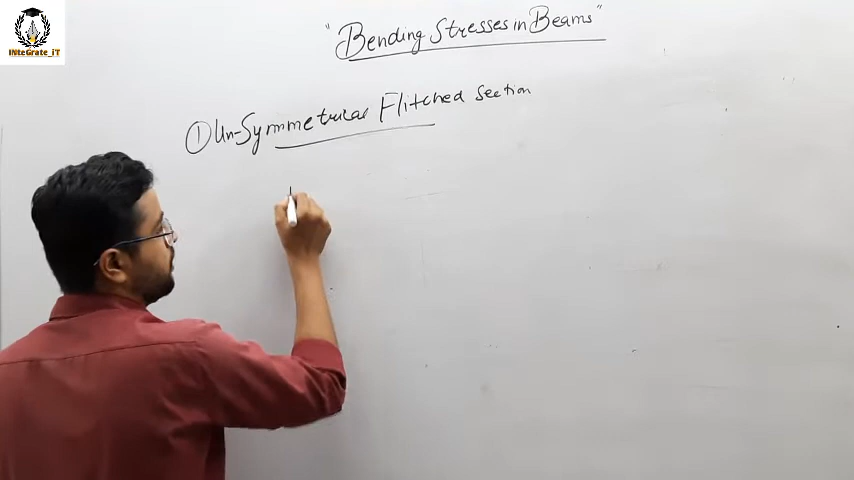 INteGrate_iT
"Bending Stresses in Beams"
① Un-Symmetrical Flitched Section